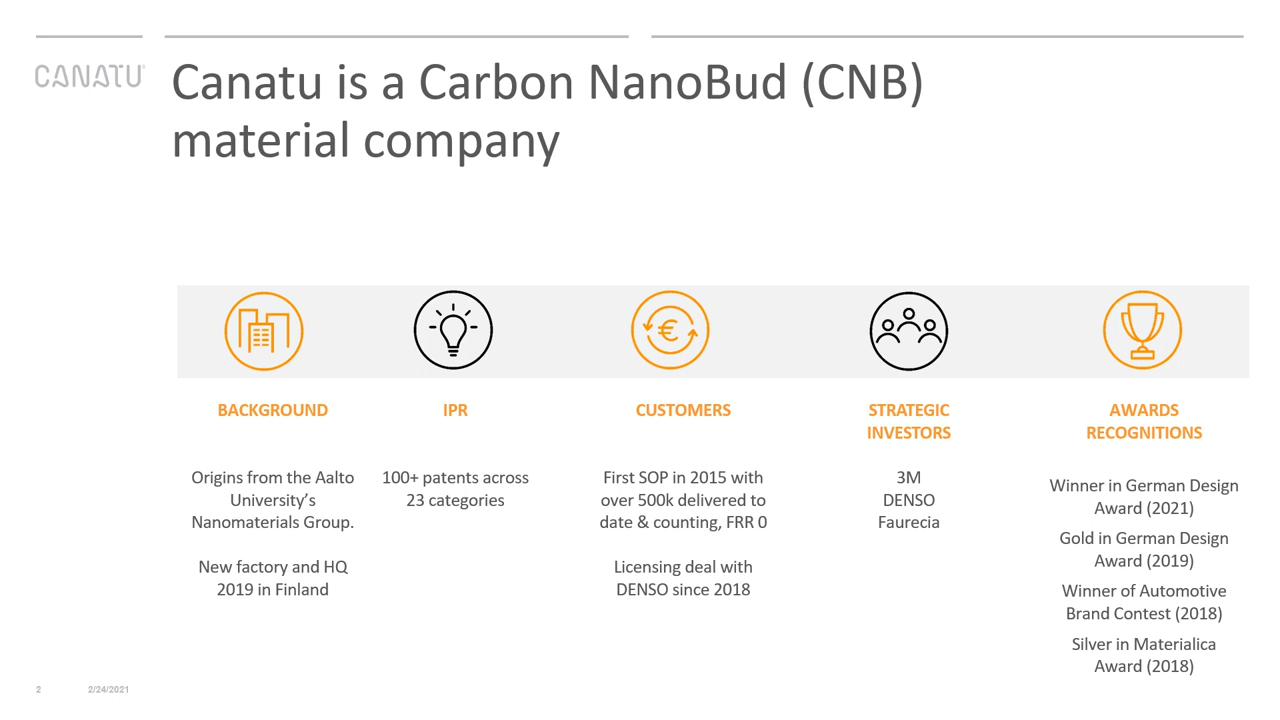 CANATU
Canatu is a Carbon NanoBud (CNB)
material company
€
BACKGROUND
Origins from the Aalto
University’s
Nanomaterials Group.
New factory and HQ
2019 in Finland
IPR
100+ patents across
23 categories
CUSTOMERS
First SOP in 2015 with
over 500k delivered to
date & counting, FRR 0
Licensing deal with
DENSO since 2018
STRATEGIC
INVESTORS
3M
DENSO
Faurecia
AWARDS
RECOGNITIONS
Winner in German Design
Award (2021)
Gold in German Design
Award (2019)
Winner of Automotive
Brand Contest (2018)
Silver in Materialica
Award (2018)
2
2/24/2021